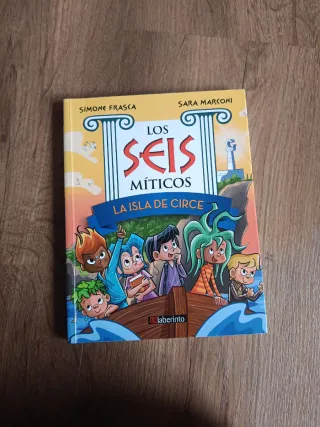 SIMONE FRASCA SARA MARCONI
LOS
SEIS
MÍTICOS
LA ISLA DE CIRCE
laberinto